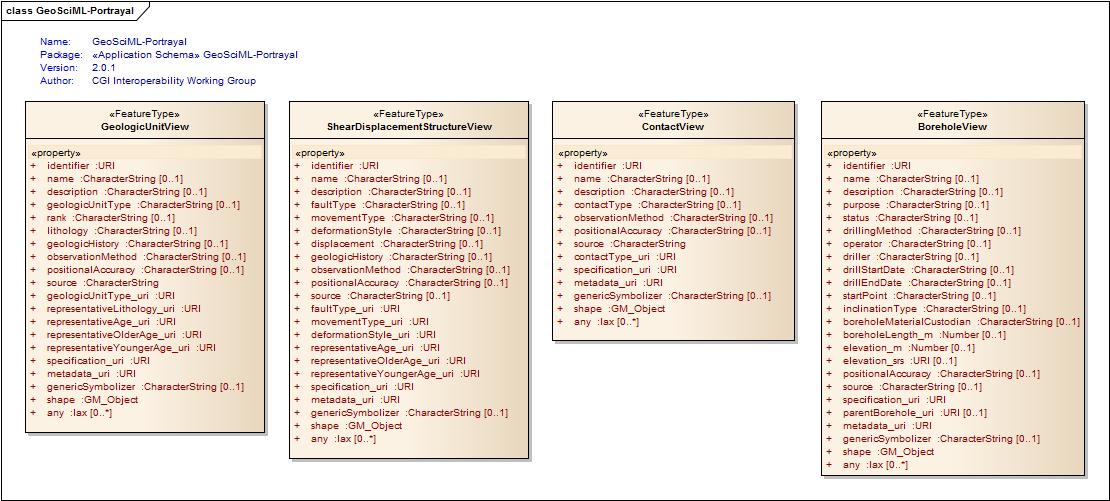 class GeoSciML-Portrayal
Name: GeoSciML-Portrayal
Package: «Application Schema» GeoSciML-Portrayal
Version: 2.0.1
Author: CGI Interoperability Working Group
«FeatureType»
GeologicUnitView
«property»
+ identifier :URI
+ name :CharacterString [0..1]
+ description :CharacterString [0..1]
+ geologicUnitType :CharacterString [0..1]
+ rank :CharacterString [0..1]
+ lithology :CharacterString [0..1]
+ geologicHistory :CharacterString [0..1]
+ observationMethod :CharacterString [0..1]
+ positionalAccuracy :CharacterString [0..1]
+ source :CharacterString
+ geologicUnitType_uri :URI
+ representativeLithology_uri :URI
+ representativeAge_uri :URI
+ representativeOlderAge_uri :URI
+ representativeYoungerAge_uri :URI
+ specification_uri :URI
+ metadata_uri :URI
+ genericSymbolizer :CharacterString [0..1]
+ shape :GM_Object
+ any :lax [0..*]
«FeatureType»
ShearDisplacementStructureView
«property»
+ identifier :URI
+ name :CharacterString [0..1]
+ description :CharacterString [0..1]
+ faultType :CharacterString [0..1]
+ movementType :CharacterString [0..1]
+ deformationStyle :CharacterString [0..1]
+ displacement :CharacterString [0..1]
+ geologicHistory :CharacterString [0..1]
+ observationMethod :CharacterString [0..1]
+ positionalAccuracy :CharacterString [0..1]
+ source :CharacterString [0..1]
+ faultType_uri :URI
+ movementType_uri :URI
+ deformationStyle_uri :URI
+ representativeAge_uri :URI
+ representativeOlderAge_uri :URI
+ representativeYoungerAge_uri :URI
+ specification_uri :URI
+ metadata_uri :URI
+ genericSymbolizer :CharacterString [0..1]
+ shape :GM_Object
+ any :lax [0..*]
«FeatureType»
ContactView
«property»
+ identifier :URI
+ name :CharacterString [0..1]
+ description :CharacterString [0..1]
+ contactType :CharacterString [0..1]
+ observationMethod :CharacterString [0..1]
+ positionalAccuracy :CharacterString [0..1]
+ source :CharacterString
+ contactType_uri :URI
+ specification_uri :URI
+ metadata_uri :URI
+ genericSymbolizer :CharacterString [0..1]
+ shape :GM_Object
+ any :lax [0..*]
«FeatureType»
BoreholeView
«property»
+ identifier :URI
+ name :CharacterString [0..1]
+ description :CharacterString [0..1]
+ purpose :CharacterString [0..1]
+ status :CharacterString [0..1]
+ drillingMethod :CharacterString [0..1]
+ operator :CharacterString [0..1]
+ driller :CharacterString [0..1]
+ drillStartDate :CharacterString [0..1]
+ drillEndDate :CharacterString [0..1]
+ startPoint :CharacterString [0..1]
+ inclinationType :CharacterString [0..1]
+ boreholeMaterialCustodian :CharacterString [0..1]
+ boreholeLength_m :Number [0..1]
+ elevation_m :Number [0..1]
+ elevation_srs :URI [0..1]
+ positionalAccuracy :CharacterString [0..1]
+ source :CharacterString [0..1]
+ specification_uri :URI
+ parentBorehole_uri :URI [0..1]
+ metadata_uri :URI
+ genericSymbolizer :CharacterString [0..1]
+ shape :GM_Object
+ any :lax [0..*]